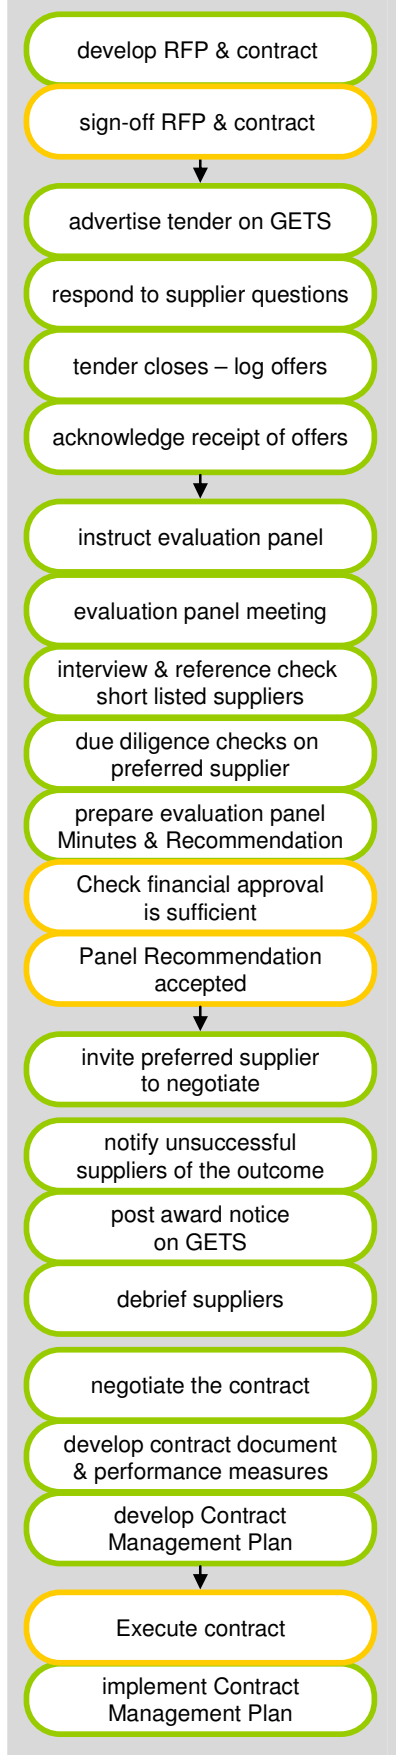 develop RFP & contract
sign-off RFP & contract
advertise tender on GETS
respond to supplier questions
tender closes – log offers
acknowledge receipt of offers
instruct evaluation panel
evaluation panel meeting
interview & reference check
short listed suppliers
due diligence checks on
preferred supplier
prepare evaluation panel
Minutes & Recommendation
Check financial approval
is sufficient
Panel Recommendation
accepted
invite preferred supplier
to negotiate
notify unsuccessful
suppliers of the outcome
post award notice
on GETS
debrief suppliers
negotiate the contract
develop contract document
& performance measures
develop Contract
Management Plan
Execute contract
implement Contract
Management Plan